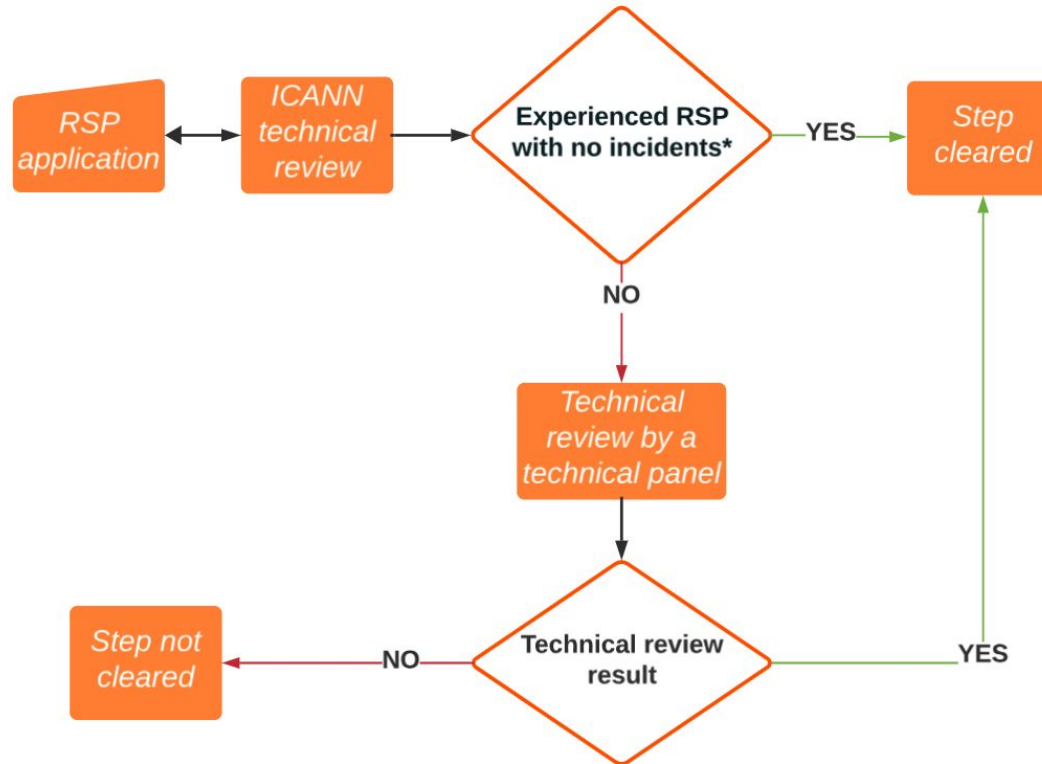 RSP
application
ICANN
technical
review
Experienced RSP
with no incidents*
YES
Step
cleared
NO
Technical
review by a
technical panel
Step not
cleared
NO
Technical review
result
YES